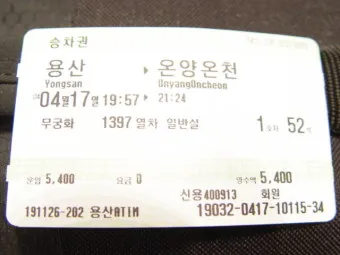 승차권
용산 ▸ 온양온천
Yongsan OnyangOncheon
04월17일 19:57 ▸ 21:24
무궁화 1397 열차 일반실 1호차 52석
운임 5,400 요금 0 영수액 5,400
신용400913 회원
191126-202 용산ATIM 19032-0417-10115-34